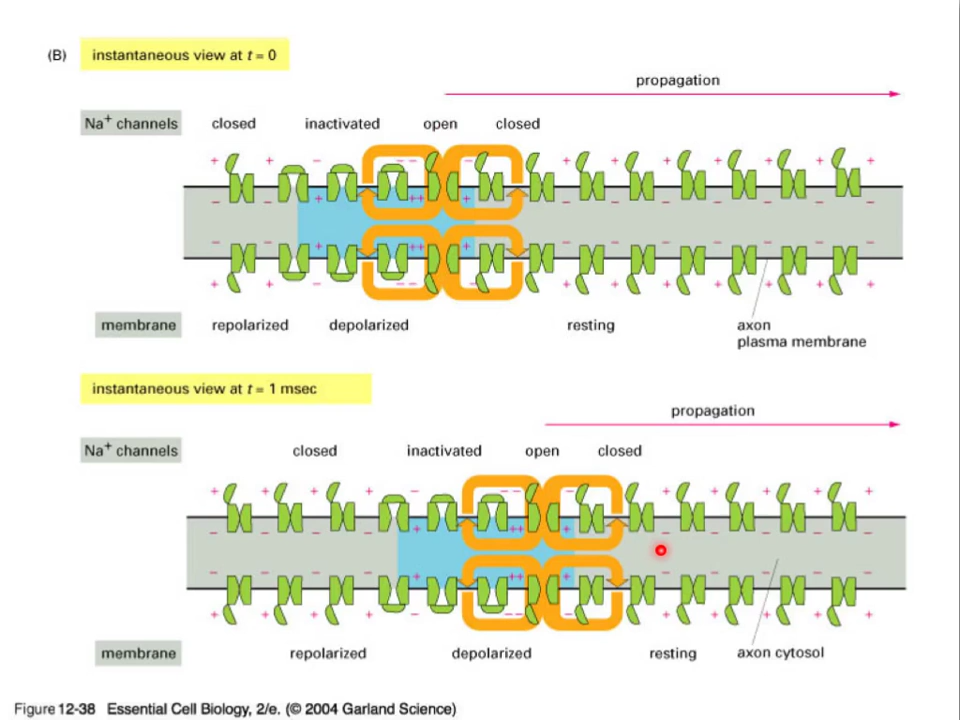 (B) instantaneous view at t = 0
propagation
Na+ channels closed inactivated open closed
membrane repolarized depolarized resting axon
plasma membrane
instantaneous view at t = 1 msec
propagation
Na+ channels closed inactivated open closed
membrane repolarized depolarized resting axon cytosol
Figure 12-38 Essential Cell Biology, 2/e. (© 2004 Garland Science)